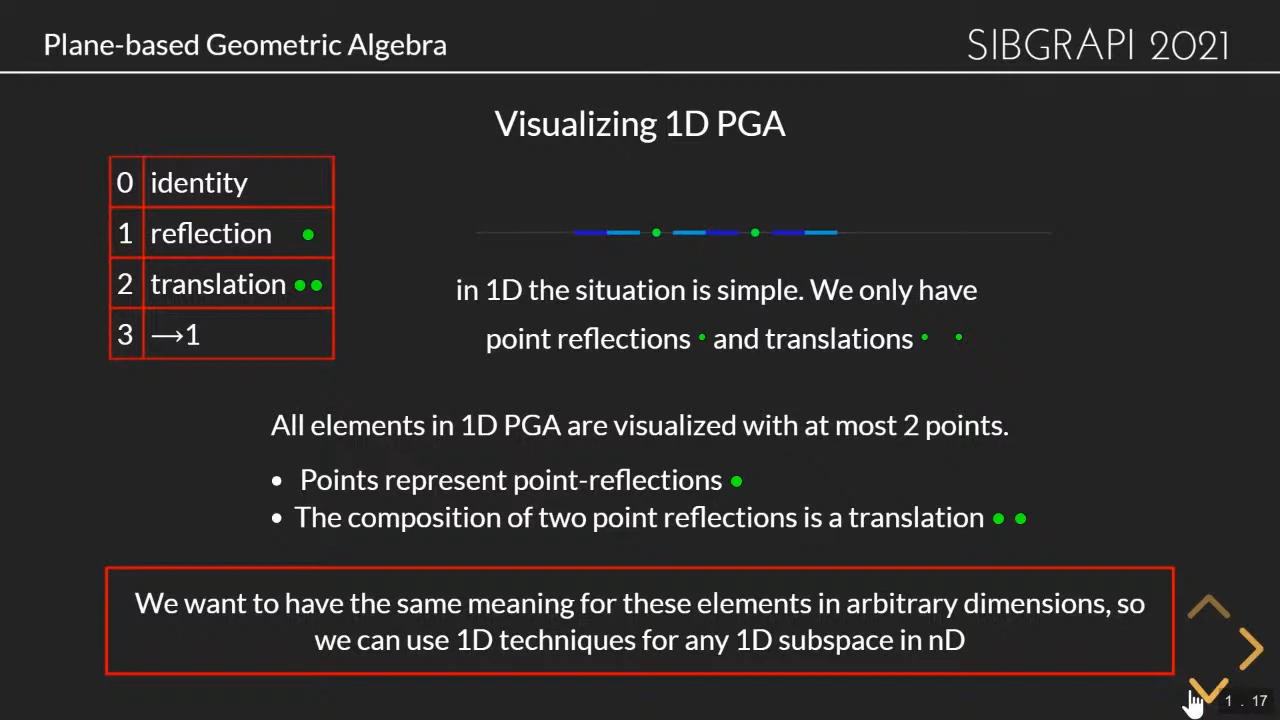 Plane-based Geometric Algebra
SIBGRAPI 2021
Visualizing 1D PGA
0 identity
1 reflection
2 translation
3 →1
in 1D the situation is simple. We only have
point reflections and translations
All elements in 1D PGA are visualized with at most 2 points.
• Points represent point-reflections
• The composition of two point reflections is a translation
We want to have the same meaning for these elements in arbitrary dimensions, so
we can use 1D techniques for any 1D subspace in nD
1 . 17